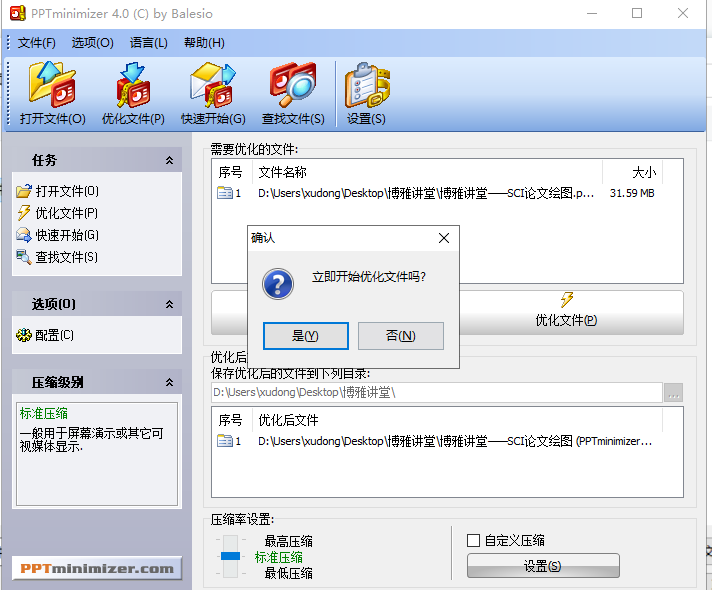 PPTminimizer 4.0 (C) by Balesio
文件(F) 选项(O) 语言(L) 帮助(H)
打开文件(O) 优化文件(P) 快速开始(G) 查找文件(S) 设置(S)
任务
打开文件(O)
优化文件(P)
快速开始(G)
查找文件(S)
选项(O)
配置(C)
压缩级别
标准压缩
一般用于屏幕演示或其它可
视媒体显示.
PPTminimizer.com
需要优化的文件:
序号 文件名称 大小
1 D:\Users\xudong\Desktop\博雅讲堂\博雅讲堂——SCI论文绘图.p... 31.59 MB
确认
立即开始优化文件吗?
是(Y) 否(N)
优化文件(P)
优化后
保存优化后的文件到下列目录:
D:\Users\xudong\Desktop\博雅讲堂\
...
序号 优化后文件
1 D:\Users\xudong\Desktop\博雅讲堂\博雅讲堂——SCI论文绘图 (PPTminimizer...
压缩率设置:
最高压缩
标准压缩
最低压缩
自定义压缩
设置(S)